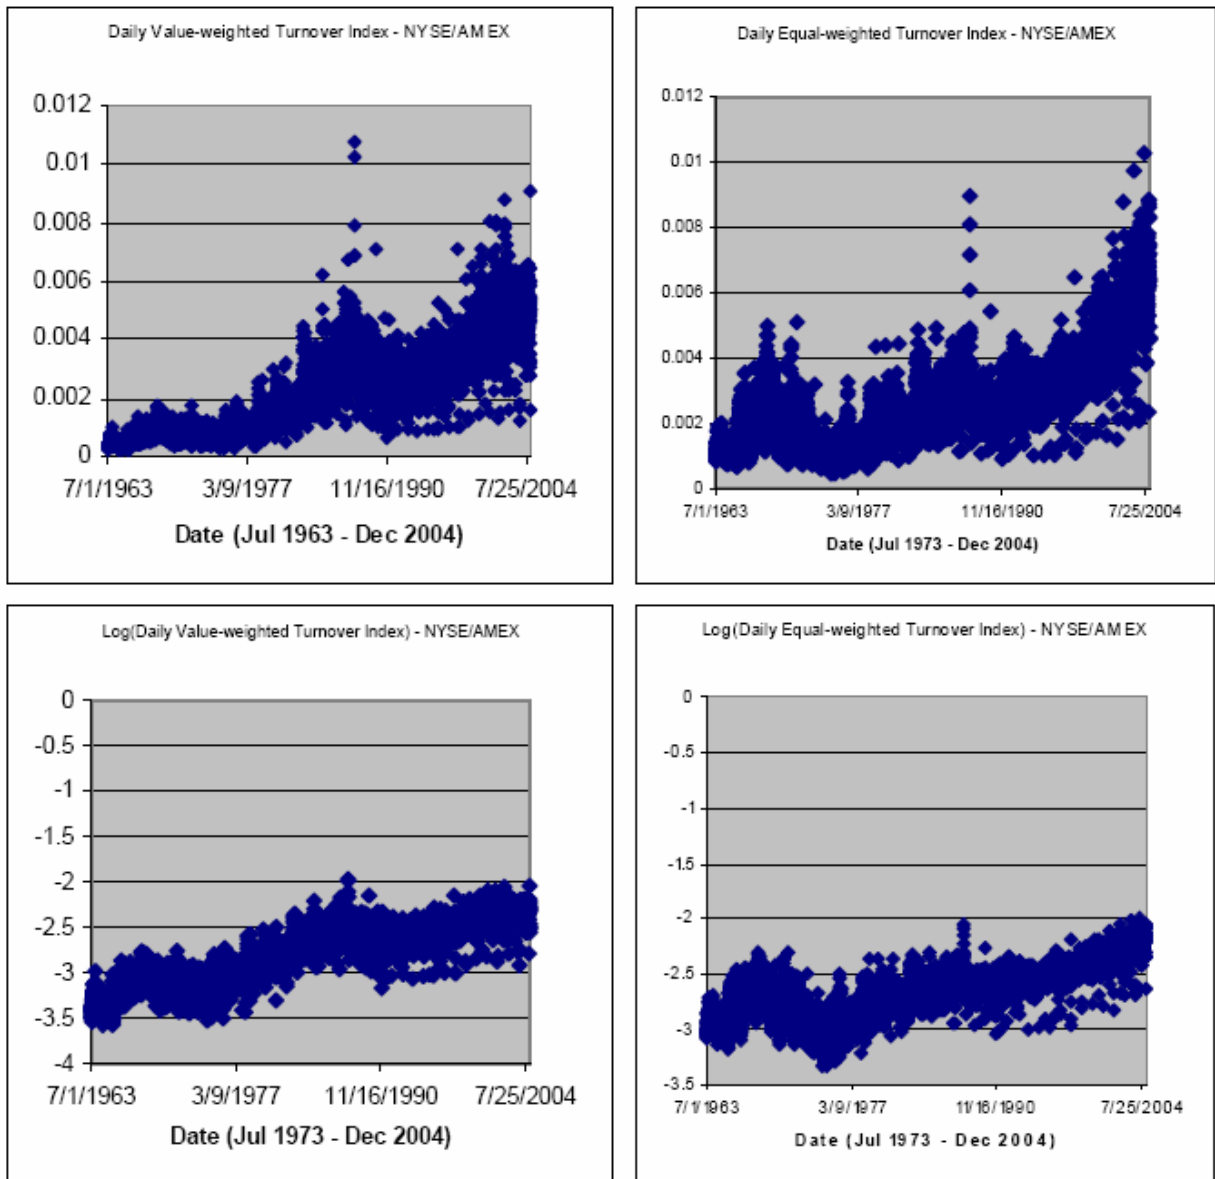 Daily Value-weighted Turnover Index - NYSE/AMEX
0.012
0.01
0.008
0.006
0.004
0.002
0
7/1/1963 3/9/1977 11/16/1990 7/25/2004
Date (Jul 1963 - Dec 2004)
Daily Equal-weighted Turnover Index - NYSE/AMEX
0.012
0.01
0.008
0.006
0.004
0.002
0
7/1/1963 3/9/1977 11/16/1990 7/25/2004
Date (Jul 1973 - Dec 2004)
Log(Daily Value-weighted Turnover Index) - NYSE/AMEX
0
-0.5
-1
-1.5
-2
-2.5
-3
-3.5
-4
7/1/1963 3/9/1977 11/16/1990 7/25/2004
Date (Jul 1973 - Dec 2004)
Log(Daily Equal-weighted Turnover Index) - NYSE/AMEX
0
-0.5
-1
-1.5
-2
-2.5
-3
-3.5
7/1/1963 3/9/1977 11/16/1990 7/25/2004
Date (Jul 1973 - Dec 2004)